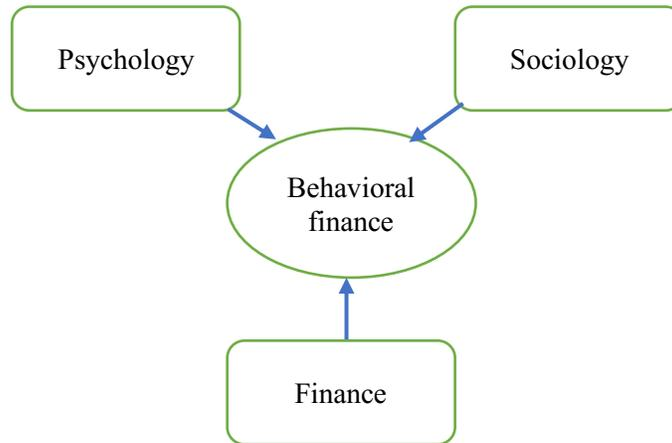 Psychology
Sociology
Behavioral
finance
Finance